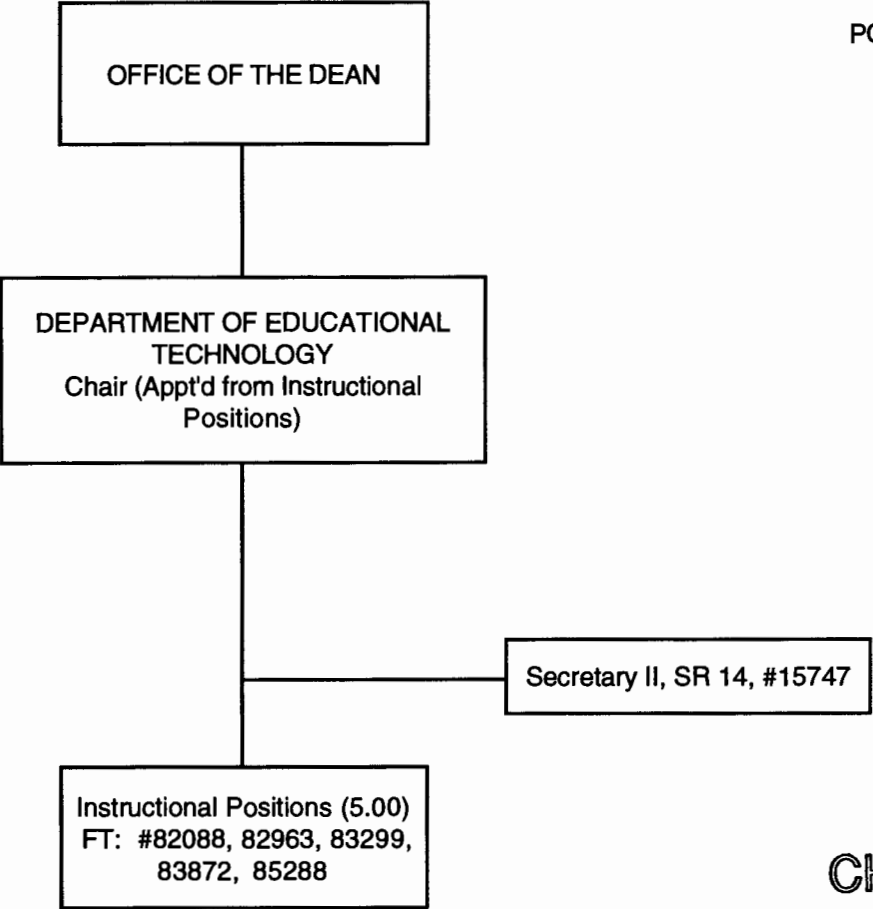 OFFICE OF THE DEAN
DEPARTMENT OF EDUCATIONAL
TECHNOLOGY
Chair (Appt'd from Instructional
Positions)
Secretary II, SR 14, #15747
Instructional Positions (5.00)
FT: #82088, 82963, 83299,
83872, 85288